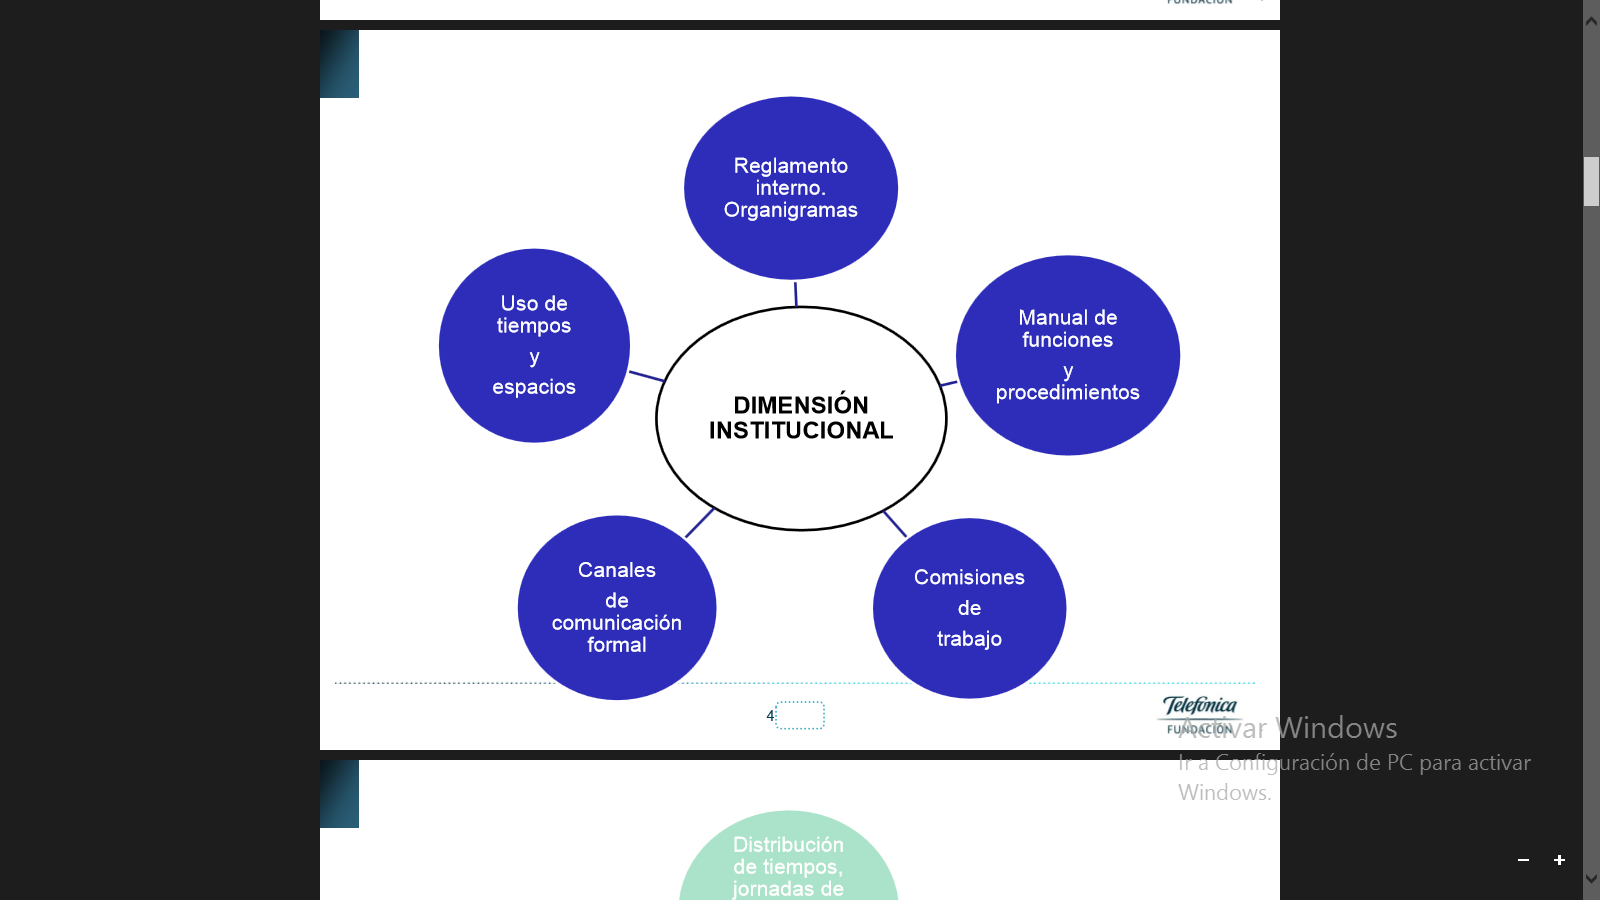 FUNDACIÓN
Reglamento
interno.
Organigramas
Uso de
tiempos
y
espacios
Manual de
funciones
y
procedimientos
DIMENSIÓN
INSTITUCIONAL
Canales
de
comunicación
formal
Comisiones
de
trabajo
4
Telefónica
FUNDACIÓN
Activar Windows
Ir a Configuración de PC para activar
Windows.
Distribución
de tiempos,
jornadas de